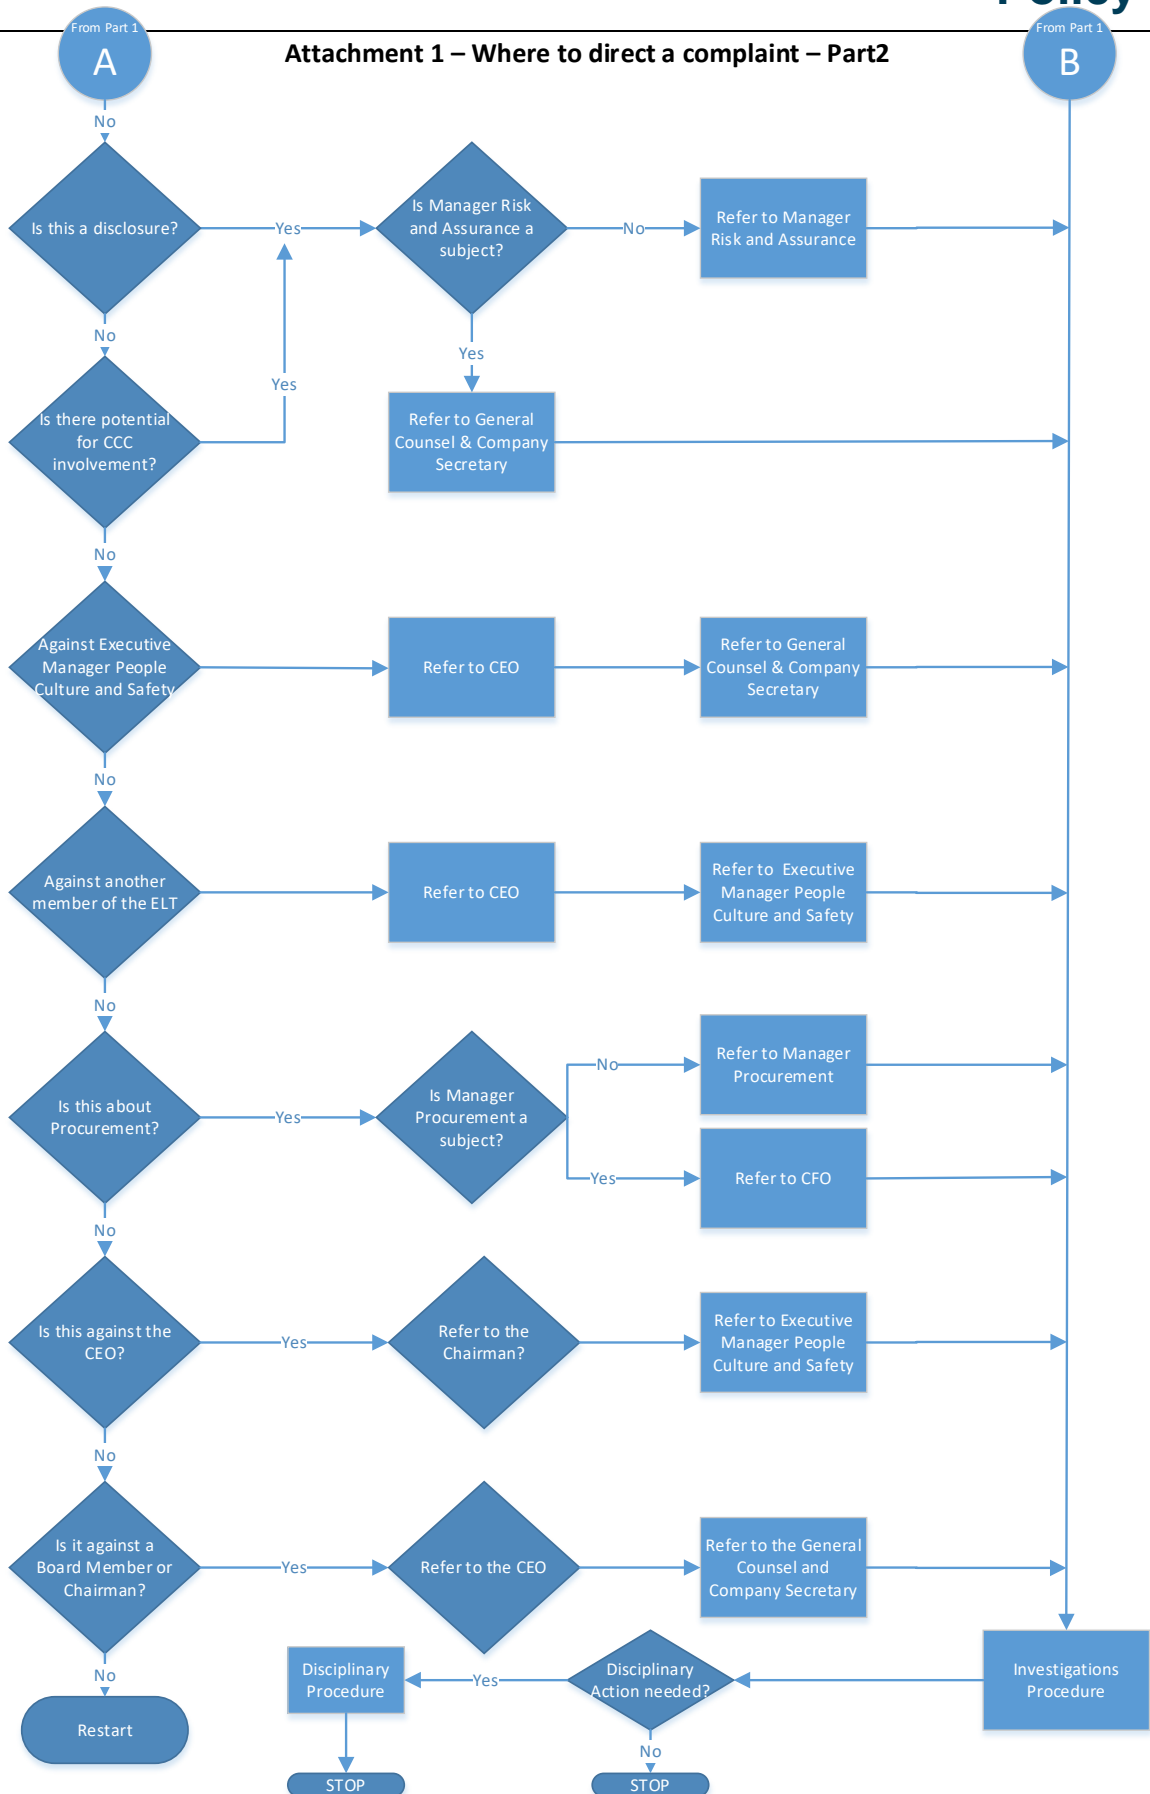 Policy
From Part 1
A
Attachment 1 – Where to direct a complaint – Part2
From Part 1
B
No
Is this a disclosure?
Yes
Is Manager Risk
and Assurance a
subject?
No
Refer to Manager
Risk and Assurance
No
Yes
Yes
Is there potential
for CCC
involvement?
Refer to General
Counsel & Company
Secretary
No
Against Executive
Manager People
Culture and Safety
Refer to CEO
Refer to General
Counsel & Company
Secretary
No
Against another
member of the ELT
Refer to CEO
Refer to Executive
Manager People
Culture and Safety
No
Is this about
Procurement?
Yes
Is Manager
Procurement a
subject?
No
Refer to Manager
Procurement
Yes
Refer to CFO
No
Is this against the
CEO?
Yes
Refer to the
Chairman?
Refer to Executive
Manager People
Culture and Safety
No
Is it against a
Board Member or
Chairman?
Yes
Refer to the CEO
Refer to the General
Counsel and
Company Secretary
No
Restart
Disciplinary
Procedure
Yes
Disciplinary
Action needed?
Investigations
Procedure
No
STOP
STOP